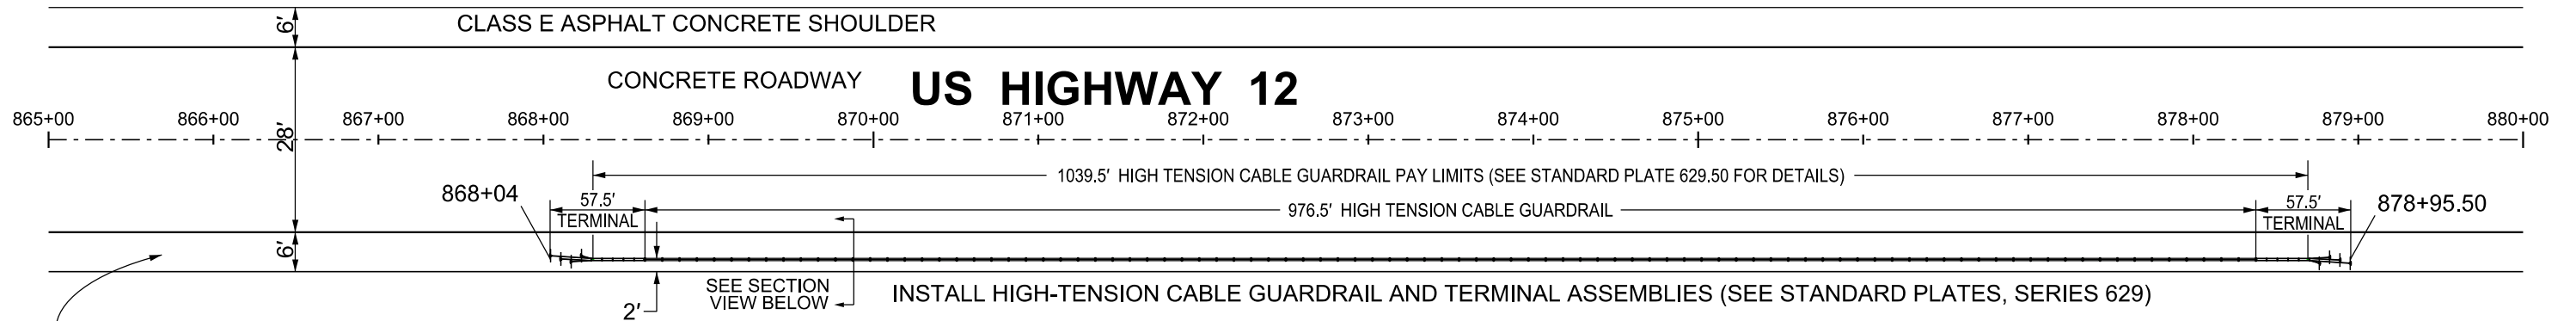 6'
CLASS E ASPHALT CONCRETE SHOULDER
CONCRETE ROADWAY
US HIGHWAY 12
865+00 866+00 867+00 868+00 869+00 870+00 871+00 872+00 873+00 874+00 875+00 876+00 877+00 878+00 879+00 880+00
28'
1039.5' HIGH TENSION CABLE GUARDRAIL PAY LIMITS (SEE STANDARD PLATE 629.50 FOR DETAILS)
868+04
57.5'
TERMINAL
976.5' HIGH TENSION CABLE GUARDRAIL
57.5'
TERMINAL
878+95.50
6'
SEE SECTION
VIEW BELOW
2'
INSTALL HIGH-TENSION CABLE GUARDRAIL AND TERMINAL ASSEMBLIES (SEE STANDARD PLATES, SERIES 629)